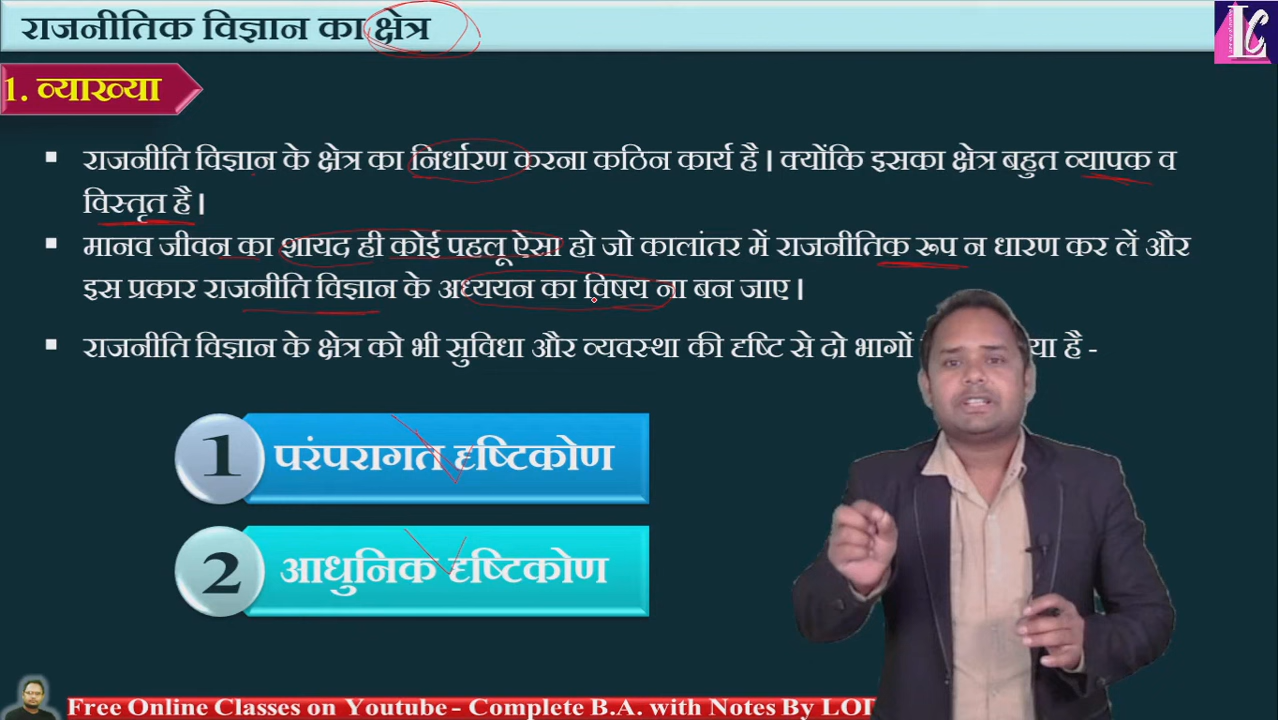 राजनीतिक विज्ञान का क्षेत्र
LC
1. व्याख्या
राजनीति विज्ञान के क्षेत्र का निर्धारण करना कठिन कार्य है। क्योंकि इसका क्षेत्र बहुत व्यापक व
विस्तृत है।
मानव जीवन का शायद ही कोई पहलू ऐसा हो जो कालांतर में राजनीतिक रूप न धारण कर लें और
इस प्रकार राजनीति विज्ञान के अध्ययन का विषय ना बन जाए।
राजनीति विज्ञान के क्षेत्र को भी सुविधा और व्यवस्था की दृष्टि से दो भागों है -
1 परंपरागत दृष्टिकोण
2 आधुनिक दृष्टिकोण
Free Online Classes on Youtube - Complete B.A. with Notes By